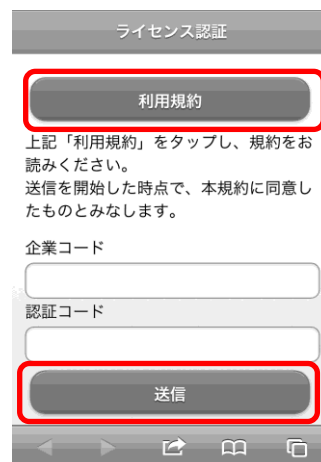 ライセンス認証
利用規約
上記「利用規約」をタップし、規約をお
読みください。
送信を開始した時点で、本規約に同意し
たものとみなします。
企業コード
認証コード
送信